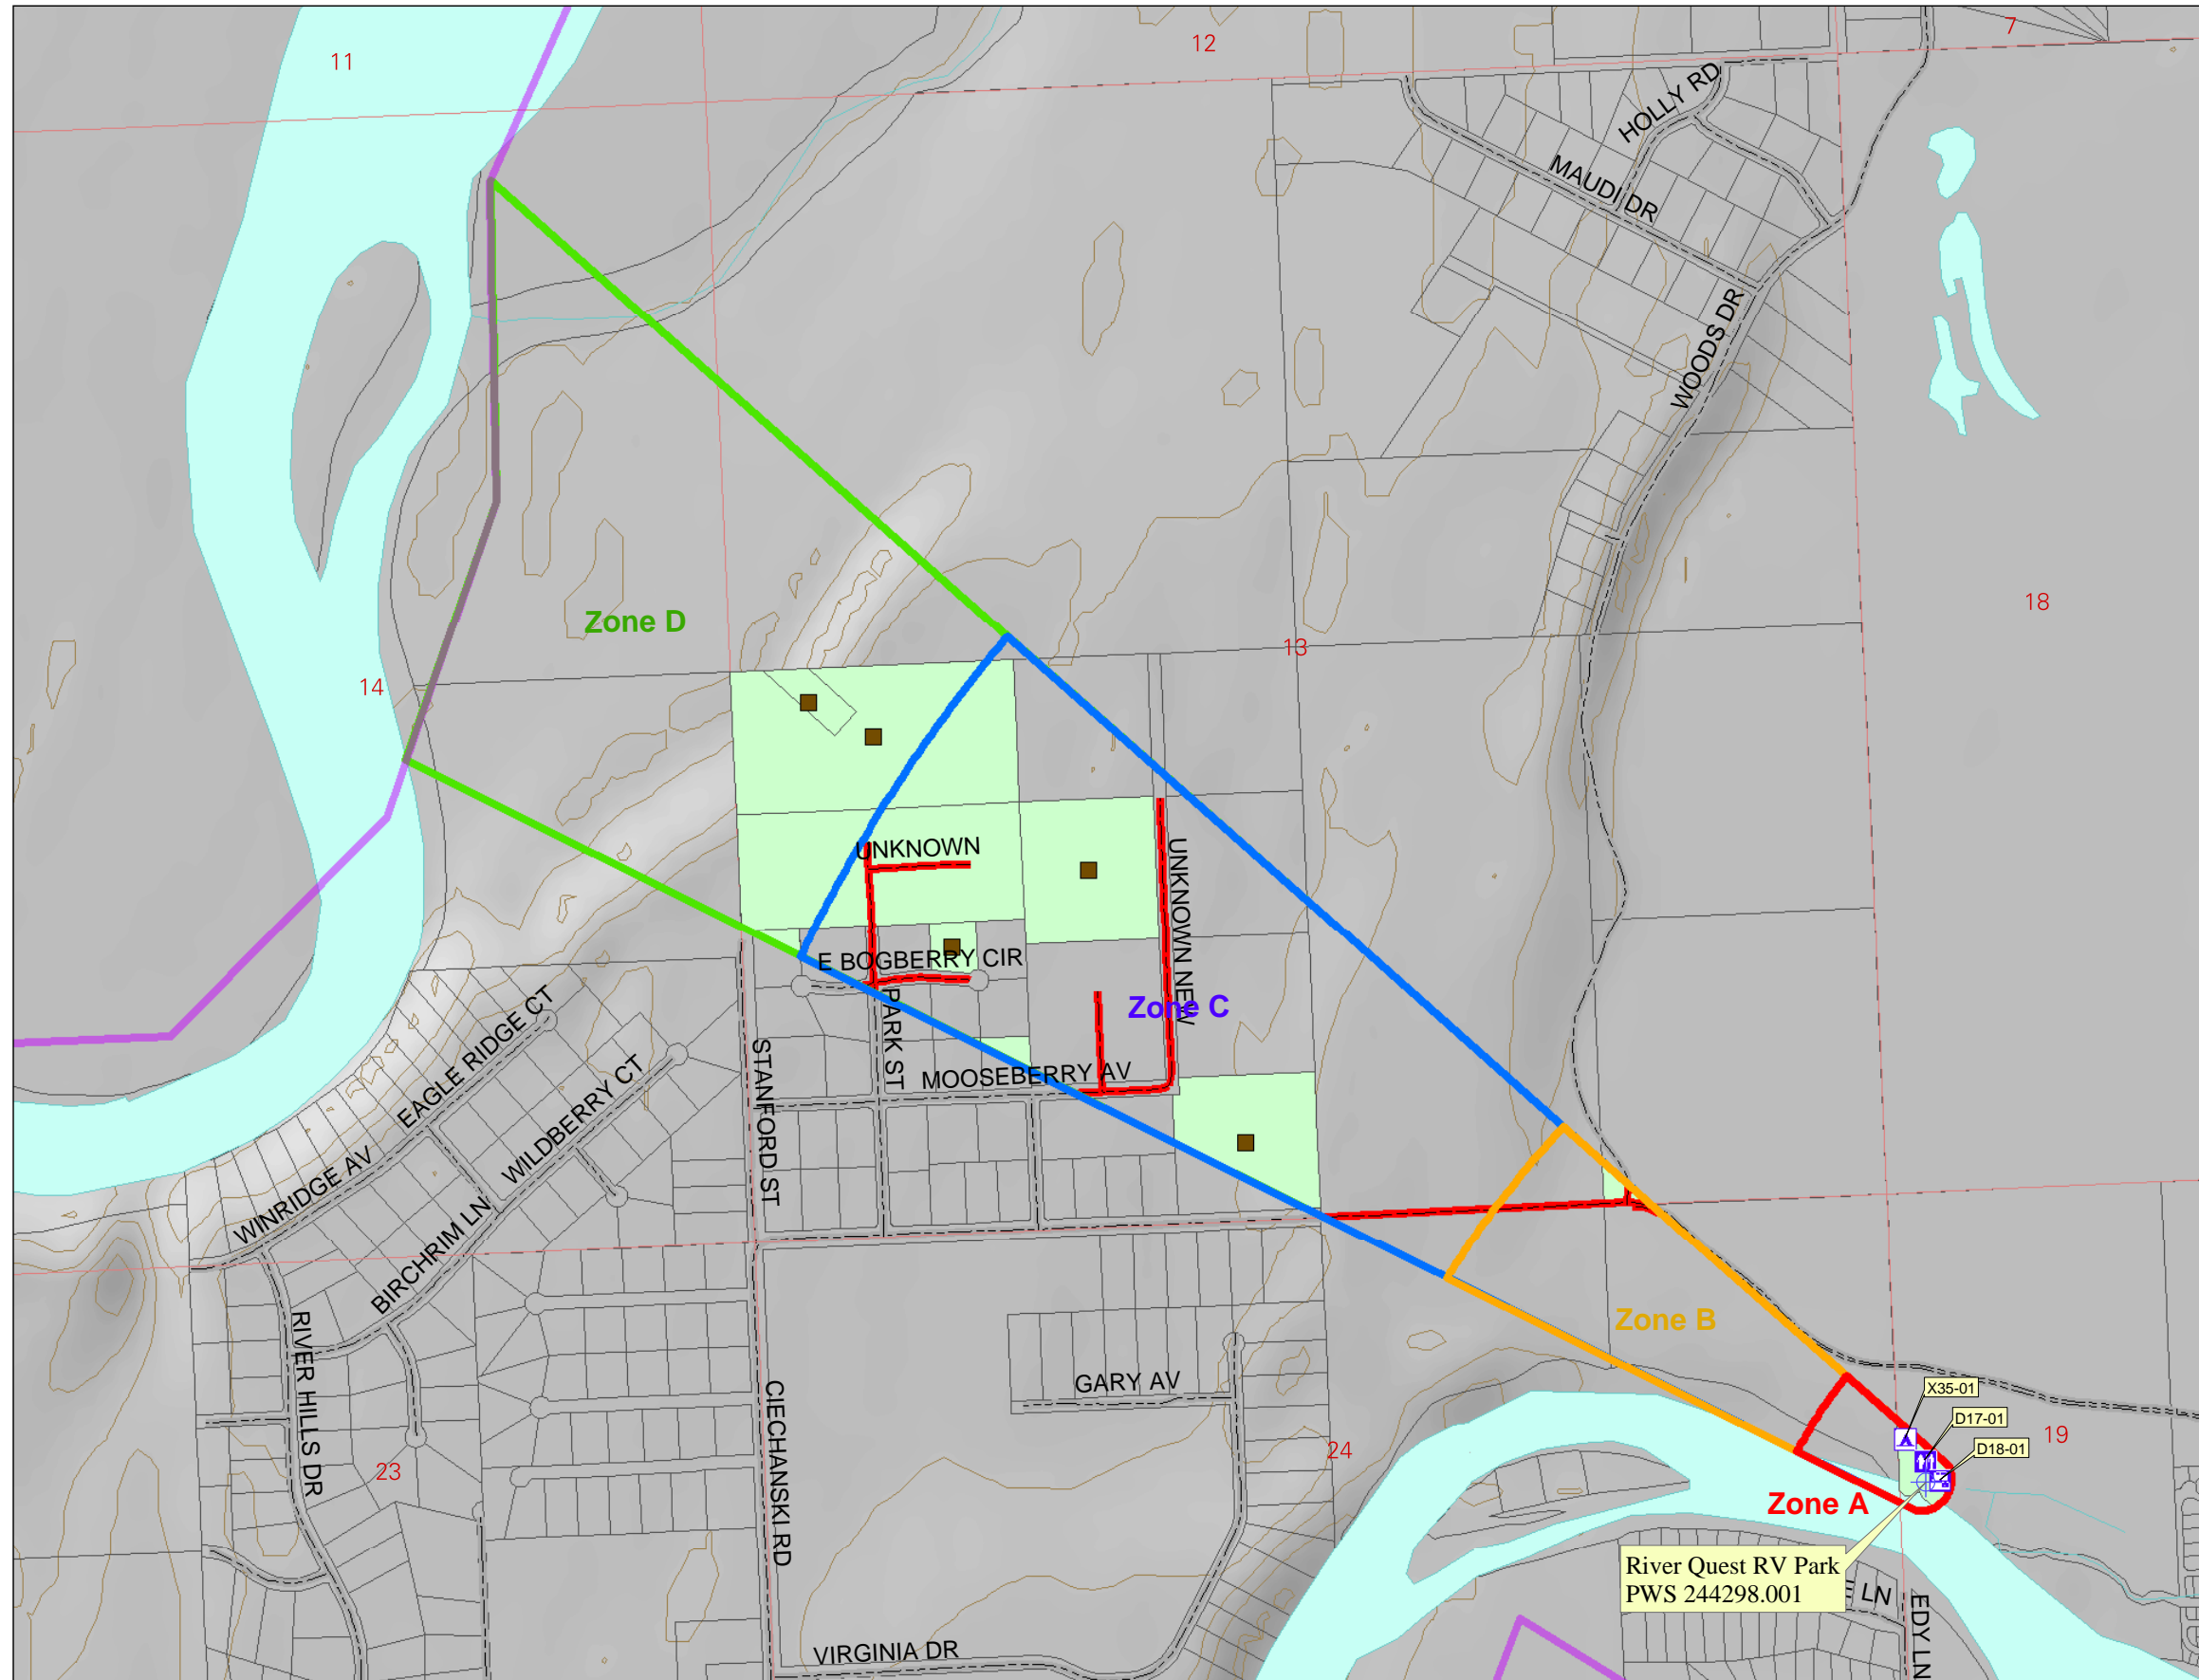 11
12
7
HOLLY RD
MAUDI DR
WOODS DR
18
Zone D
13
14
UNKNOWN
UNKNOWN NEW
E BOGBERRY CIR
Zone C
PARK ST
MOOSEBERRY AV
STANFORD ST
EAGLE RIDGE CT
WILDBERRY CT
WINRIDGE AV
BIRCHRIM LN
RIVER HILLS DR
Zone B
GARY AV
CIECHANSKI RD
X35-01
D17-01
D18-01
19
24
23
Zone A
River Quest RV Park
PWS 244298.001
LN
EDY LN
VIRGINIA DR